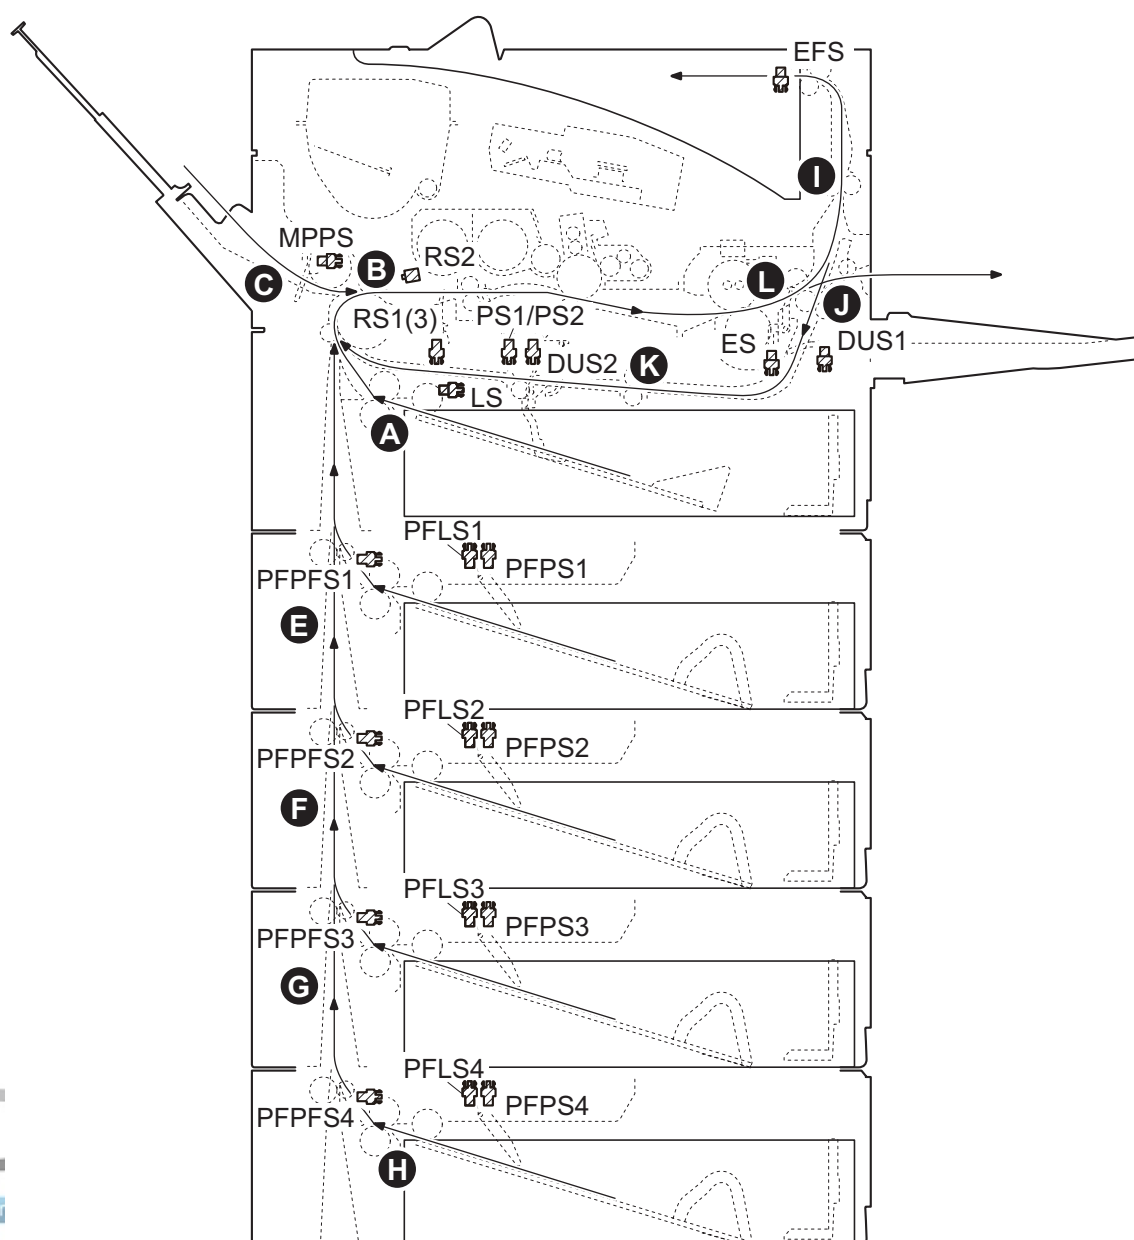 EFS
I
MPPS
B
RS2
C
L
J
RS1(3)
PS1/PS2
ES
DUS1
DUS2
K
LS
A
PFLS1
PFPS1
PFPFS1
E
PFLS2
PFPS2
PFPFS2
F
PFLS3
PFPS3
PFPFS3
G
PFLS4
PFPS4
PFPFS4
H